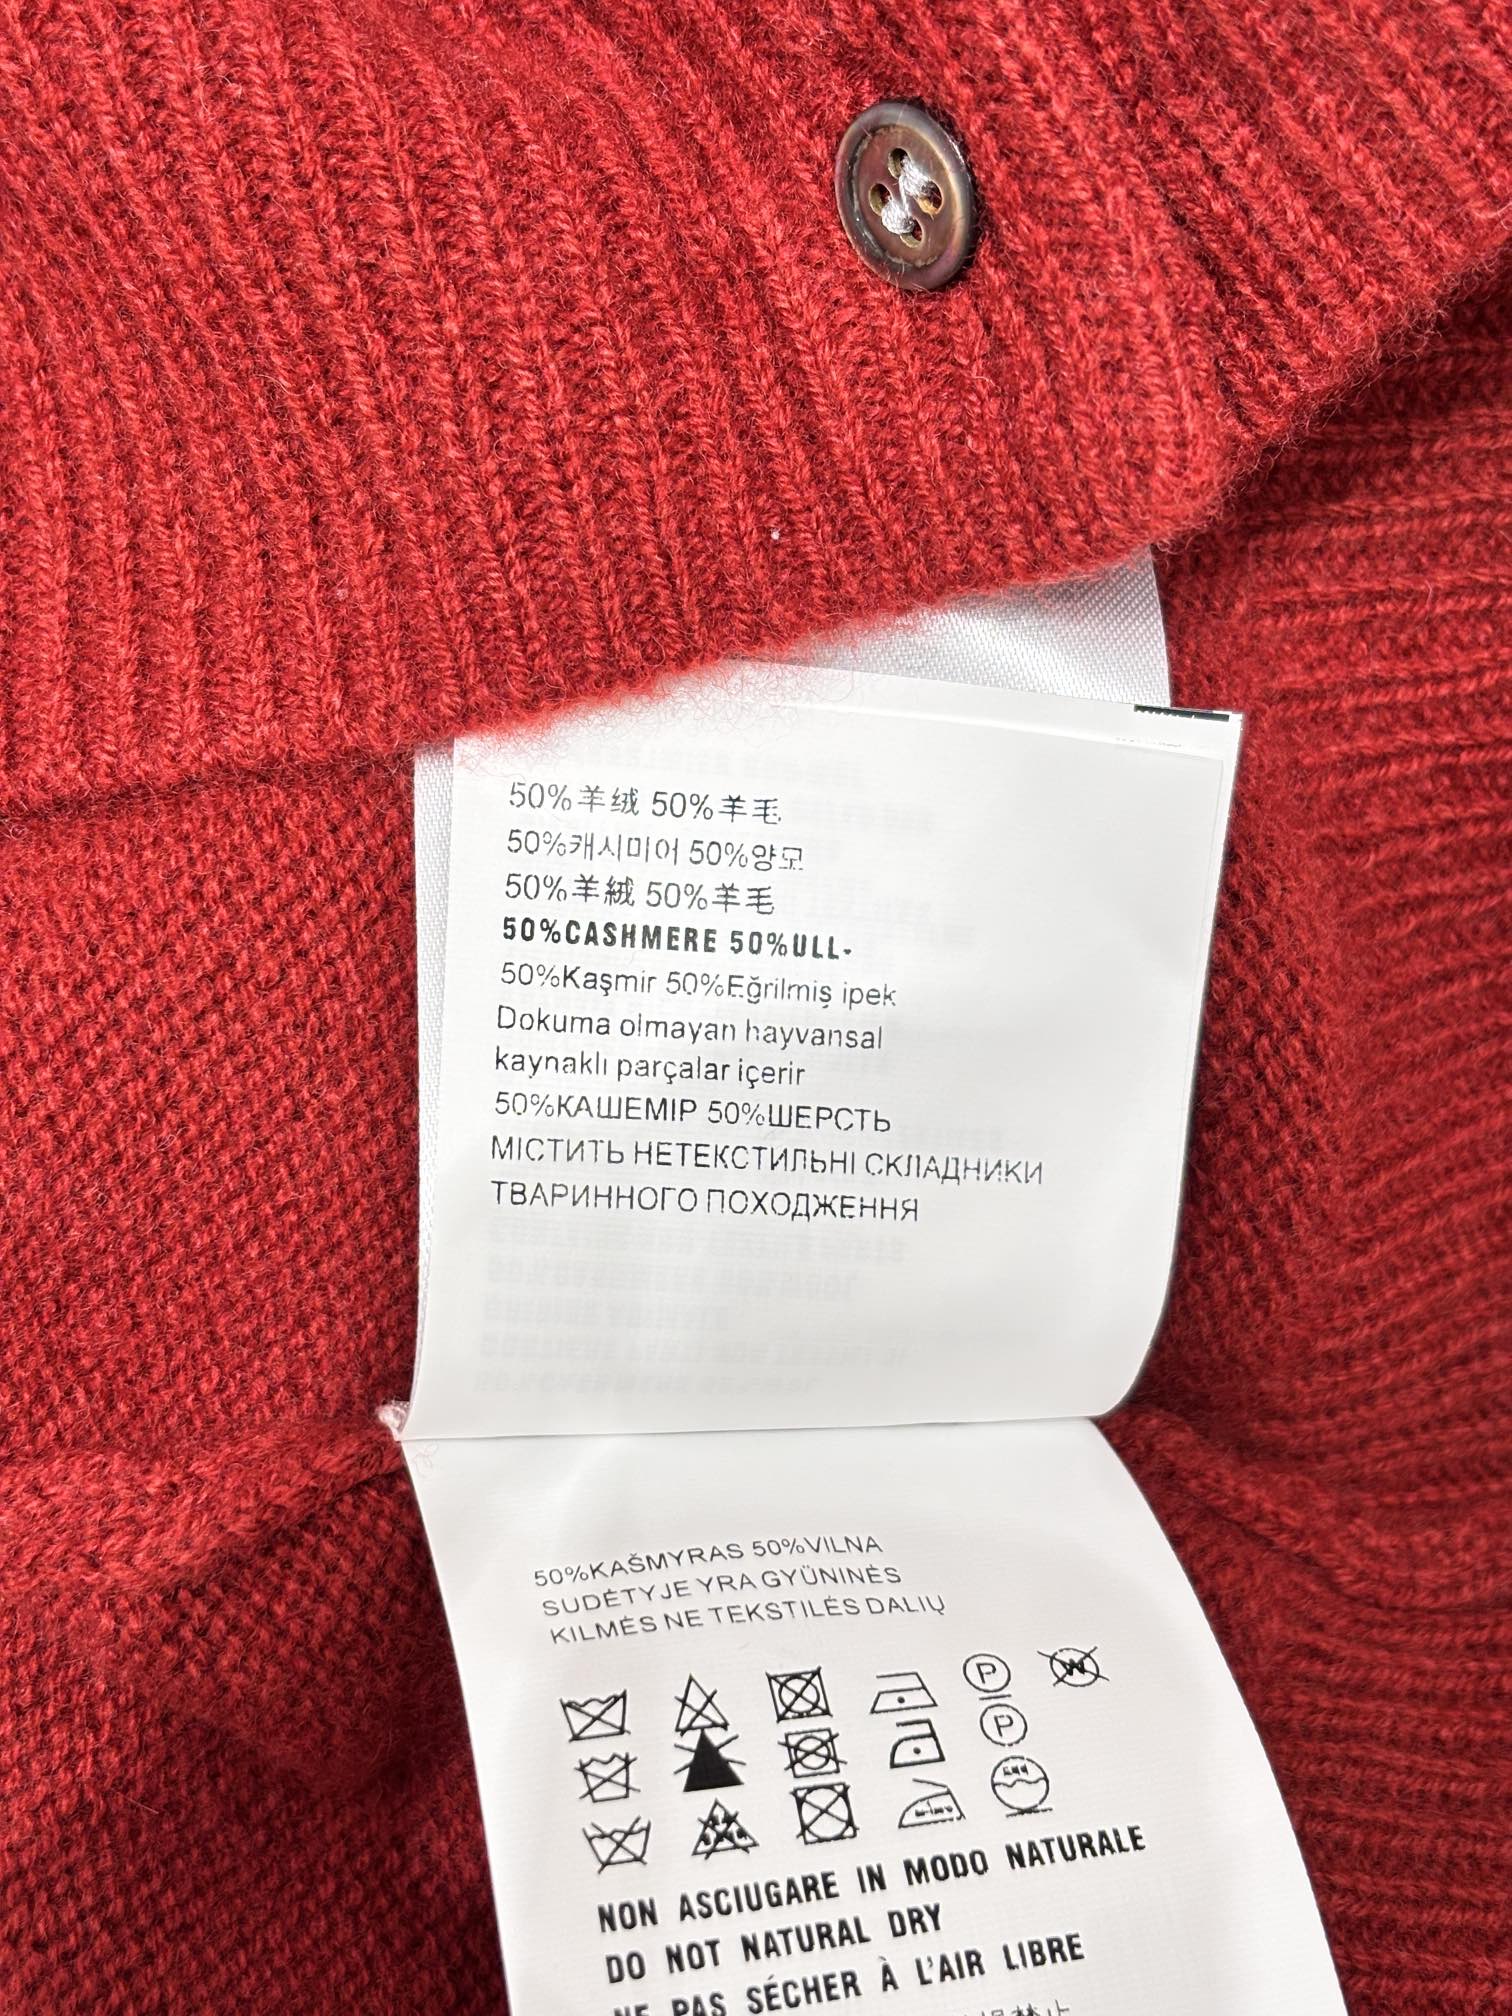 50%羊绒 50%羊毛
50%캐시미어 50%양모
50%羊絨 50%羊毛
50%CASHMERE 50%ULL-
50%Kaşmir 50%Eğrilmiş ipek
Dokuma olmayan hayvansal
kaynaklı parçalar içerir
50%КАШЕМІР 50%ШЕРСТЬ
МІСТИТЬ НЕТЕКСТИЛЬНІ СКЛАДНИКИ
ТВАРИННОГО ПОХОДЖЕННЯ
50%KAŠMYRAS 50%VILNA
SUDĖTYJE YRA GYŪNINĖS
KILMĖS NE TEKSTILĖS DALIŲ
P
W
P
NON ASCIUGARE IN MODO NATURALE
DO NOT NATURAL DRY
NE PAS SÉCHER À L'AIR LIBRE